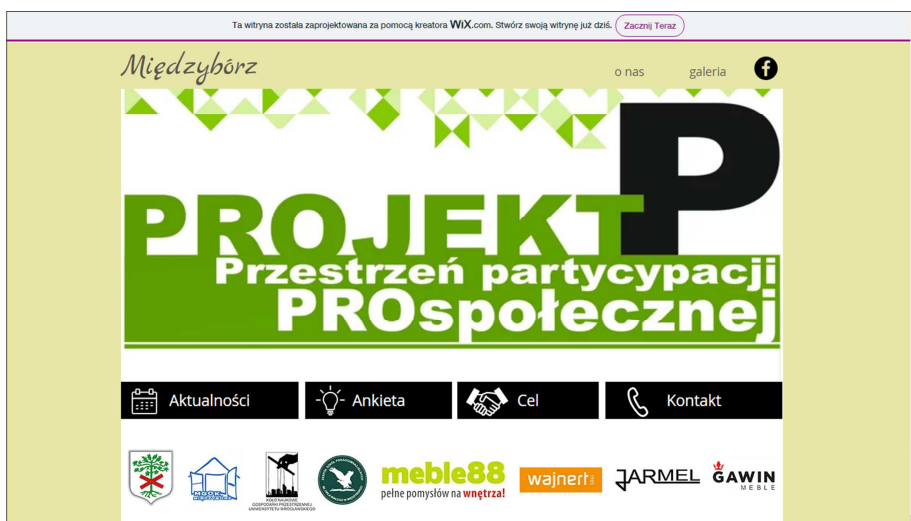 Ta witryna została zaprojektowana za pomocą kreatora WiX.com. Stwórz swoją witrynę już dziś. Zacznij Teraz
Międzybórz
o nas galeria
PROJEKT P
Przestrzeń partycypacji
PROspołecznej
Aktualności Ankieta Cel Kontakt
meble88
pełne pomysłów na wnętrza!
wajnert
JARMEL
GAWIN
MEBLE
KOŁO NAUKOWE
GOSPODARKI PRZESTRZENNEJ
UNIWERSYTETU WROCŁAWSKIEGO